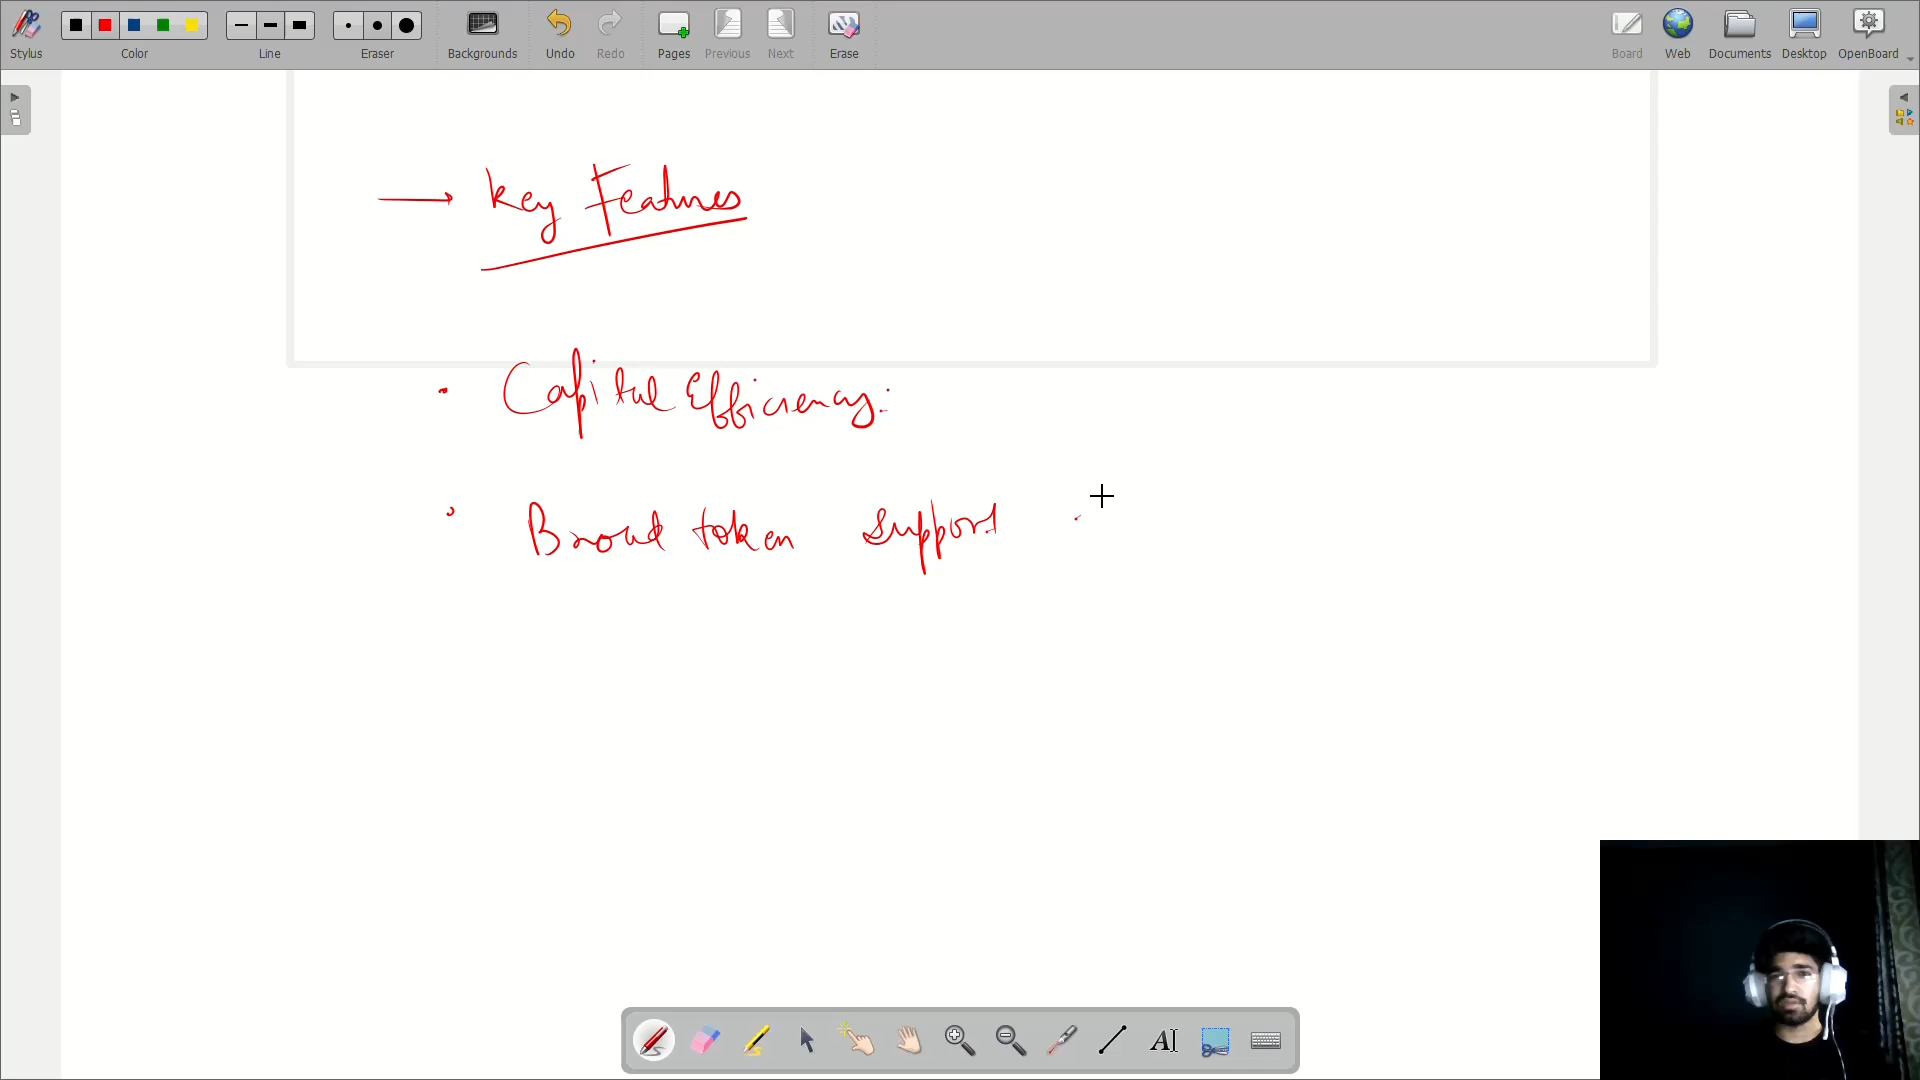 Stylus Color Line Eraser Backgrounds Undo Redo Pages Previous Next Erase Board Web Documents Desktop OpenBoard
→ Key Features
• Capital Efficiency:
• Broad token support :
AI